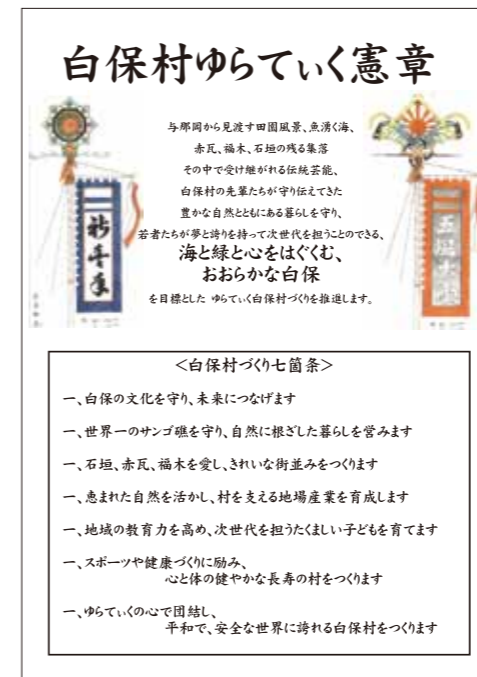 白保村ゆらてぃく憲章
与那岡から見渡す田園風景、魚湧く海、
赤瓦、福木、石垣の残る集落
その中で受け継がれる伝統芸能、
白保村の先輩たちが守り伝えてきた
豊かな自然とともにある暮らしを守り、
若者たちが夢と誇りを持って次世代を担うことのできる、
海と緑と心をはぐくむ、
おおらかな白保
を目標とした ゆらてぃく白保村づくりを推進します。
＜白保村づくり七箇条＞
一、白保の文化を守り、未来につなげます
一、世界一のサンゴ礁を守り、自然に根ざした暮らしを営みます
一、石垣、赤瓦、福木を愛し、きれいな街並みをつくります
一、恵まれた自然を活かし、村を支える地場産業を育成します
一、地域の教育力を高め、次世代を担うたくましい子どもを育てます
一、スポーツや健康づくりに励み、
心と体の健やかな長寿の村をつくります
一、ゆらてぃくの心で団結し、
平和で、安全な世界に誇れる白保村をつくります